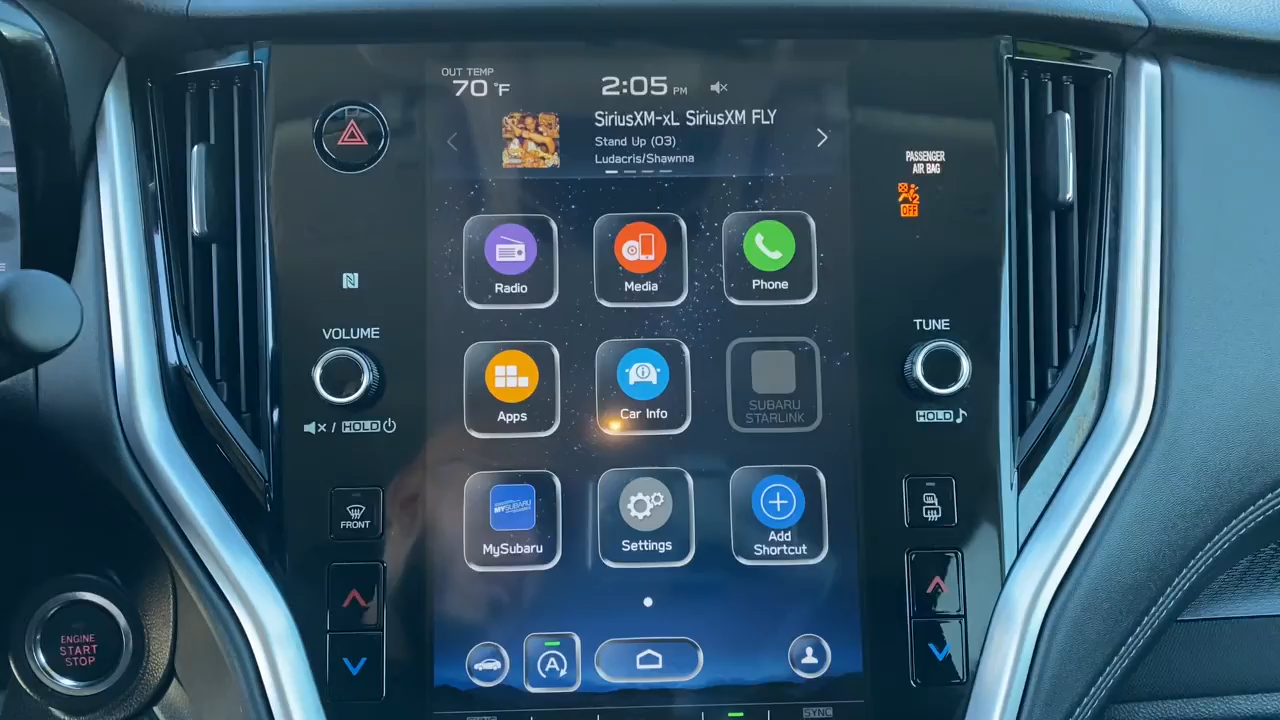 OUT TEMP
70 °F
2:05 PM
SiriusXM-xL SiriusXM FLY
Stand Up (03)
Ludacris/Shawnna
PASSENGER
AIR BAG
2
OFF
Radio
Media
Phone
VOLUME
TUNE
/ HOLD
HOLD
Apps
Car Info
SUBARU
STARLINK
FRONT
MYSUBARU
MySubaru
Settings
Add
Shortcut
ENGINE
START
STOP
A
SYNC